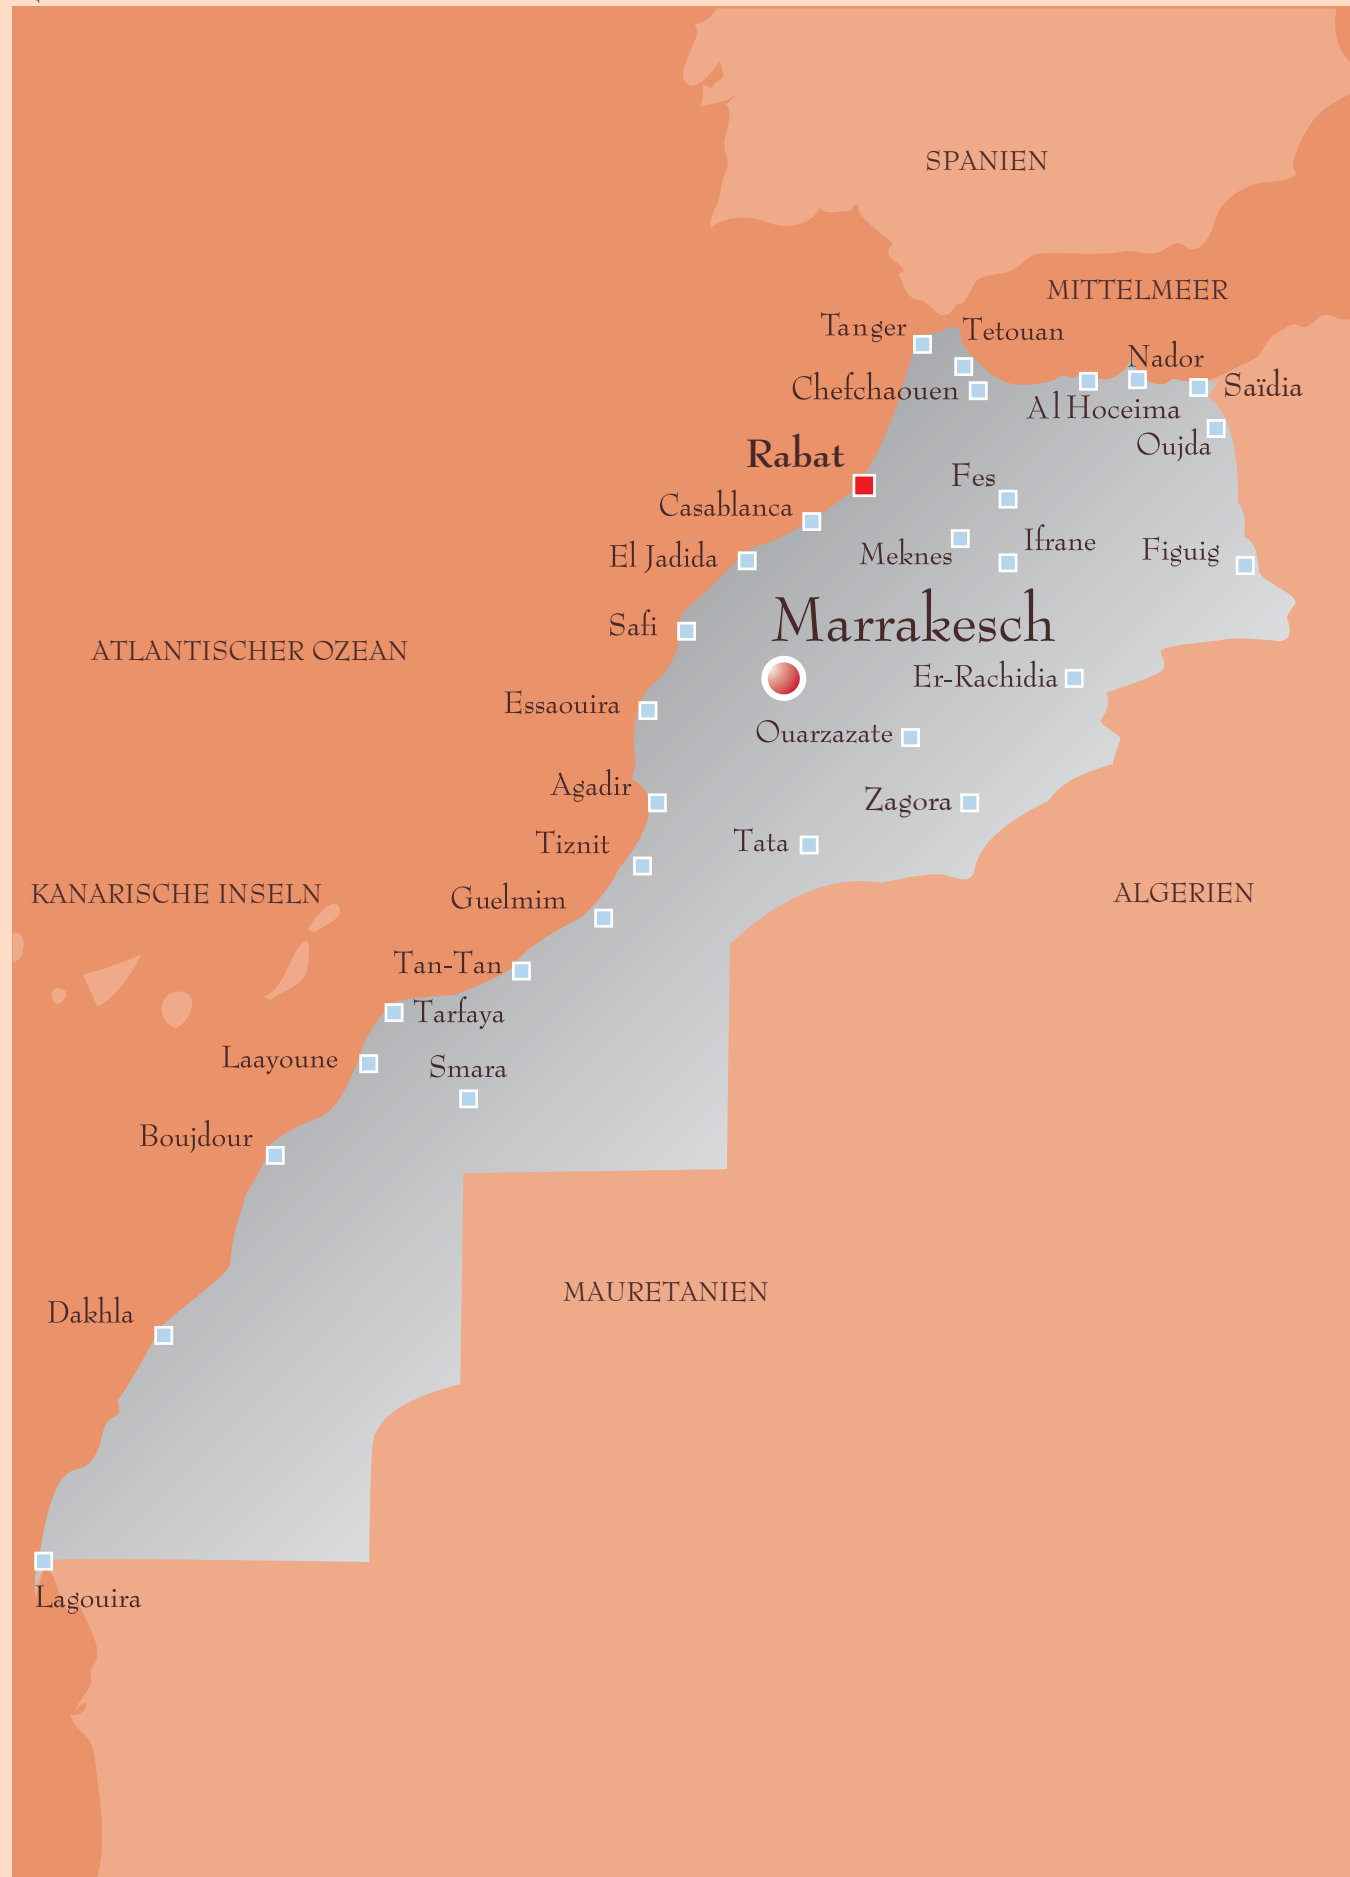 SPANIEN
MITTELMEER
Tanger
Tetouan
Nador
Saïdia
Chefchaouen
Al Hoceima
Oujda
Rabat
Fes
Casablanca
Ifrane
Meknes
El Jadida
Figuig
Marrakesch
Safi
ATLANTISCHER OZEAN
Er-Rachidia
Essaouira
Ouarzazate
Agadir
Zagora
Tiznit
Tata
KANARISCHE INSELN
Guelmim
ALGERIEN
Tan-Tan
Tarfaya
Laayoune
Smara
Boujdour
MAURETANIEN
Dakhla
Lagouira